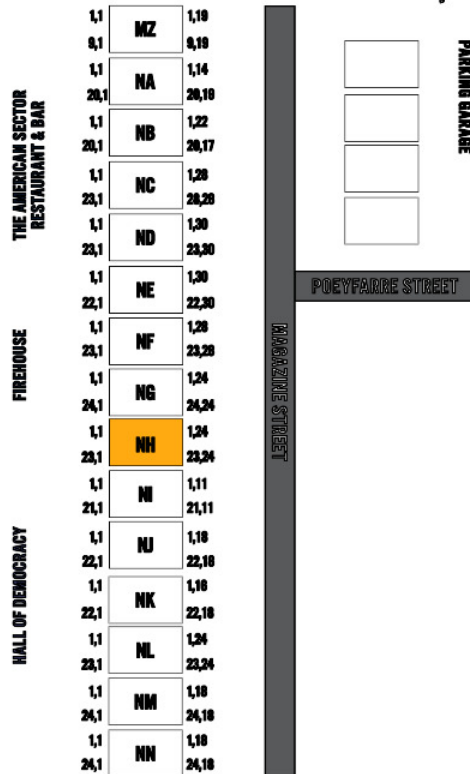 1,1 MZ 1,19
9,1 9,19
1,1 NA 1,14
20,1 20,19
1,1 NB 1,22
20,1 20,17
1,1 NC 1,28
23,1 28,28
1,1 ND 1,30
23,1 23,30
1,1 NE 1,30
22,1 22,30
1,1 NF 1,28
23,1 23,28
1,1 NG 1,24
24,1 24,24
1,1 NH 1,24
23,1 23,24
1,1 NI 1,11
21,1 21,11
1,1 NJ 1,18
22,1 22,18
1,1 NK 1,16
22,1 22,18
1,1 NL 1,24
23,1 23,24
1,1 NM 1,18
24,1 24,18
1,1 NN 1,18
24,1 24,18
THE AMERICAN SECTOR
RESTAURANT & BAR
FIREHOUSE
HALL OF DEMOCRACY
MAGAZINE STREET
POEYFARRE STREET
PARKING GARAGE